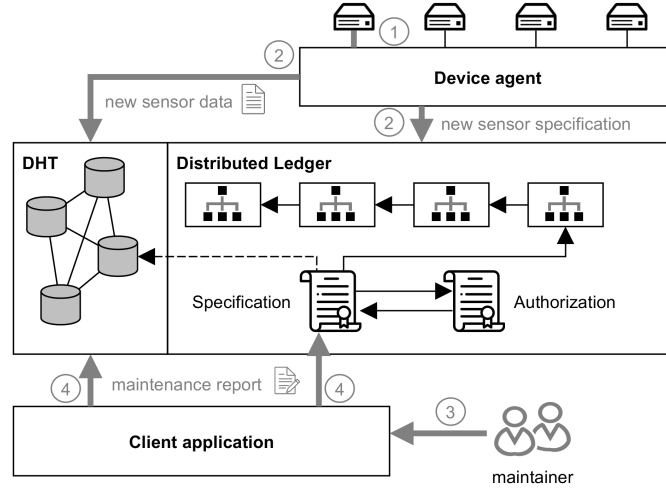 1
2
Device agent
new sensor data
2
new sensor specification
DHT
Distributed Ledger
Specification
Authorization
4
maintenance report
4
3
Client application
maintainer